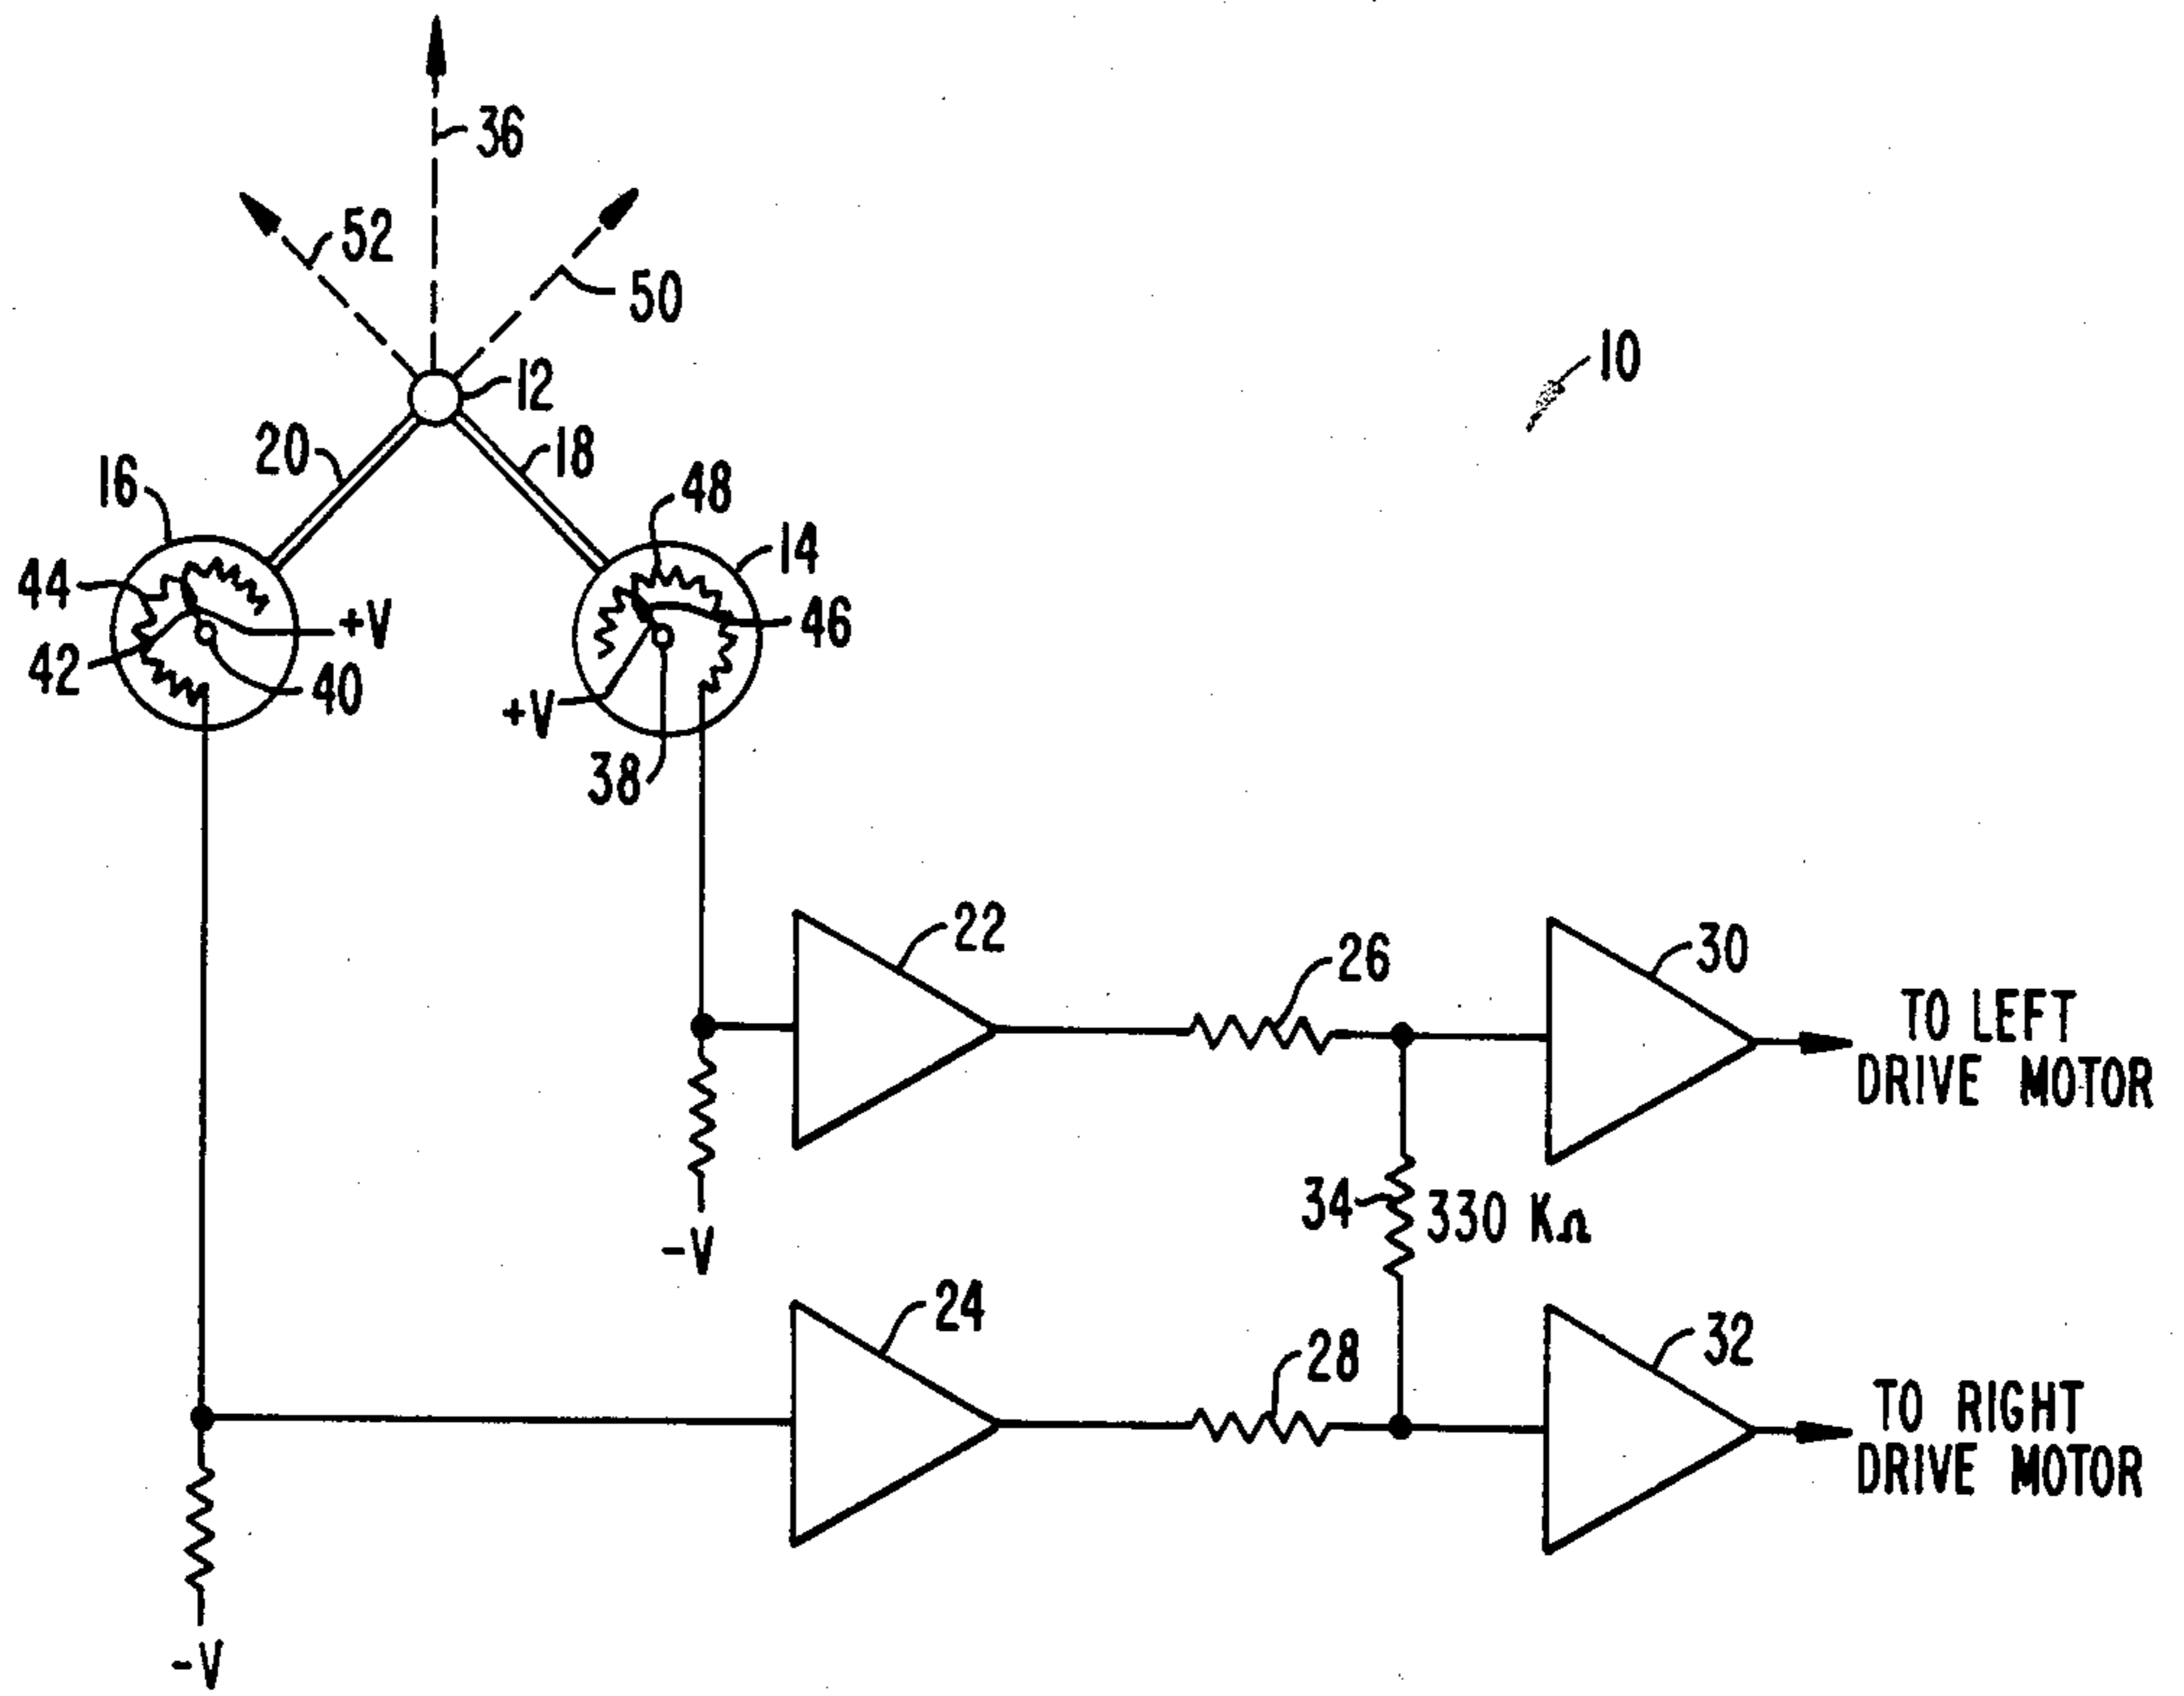 36
52
50
10
12
20
18
16
48
14
44
+V
46
42
40
+V
38
22
26
30
TO LEFT
DRIVE MOTOR
34
330 KΩ
-V
24
28
32
TO RIGHT
DRIVE MOTOR
-V